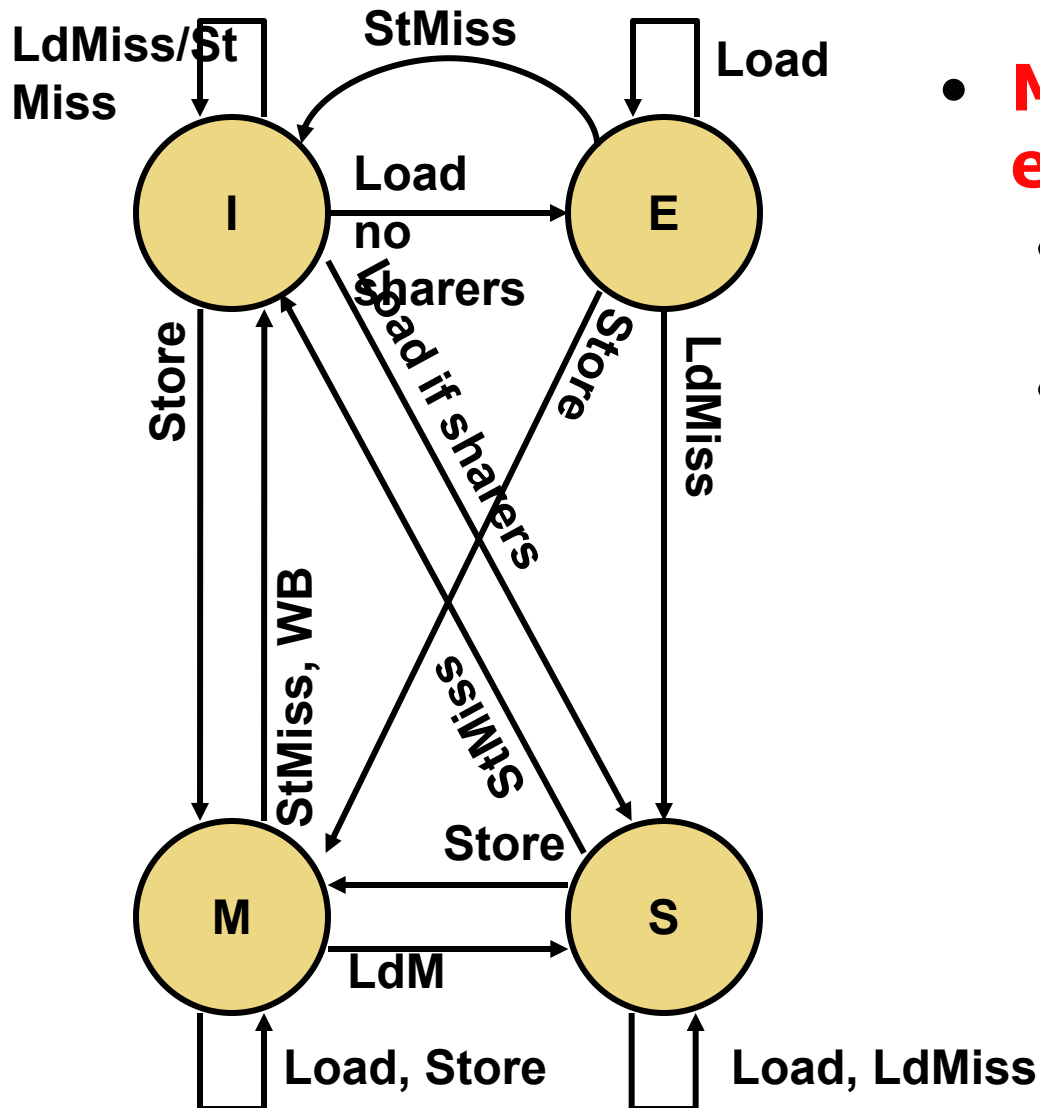 StMiss
LdMiss/St
Miss
Load
I
Load
no
sharers
E
Load if sharers
Store
Store
LdMiss
StMiss, WB
StMiss
Store
M
S
LdM
Load, Store
Load, LdMiss